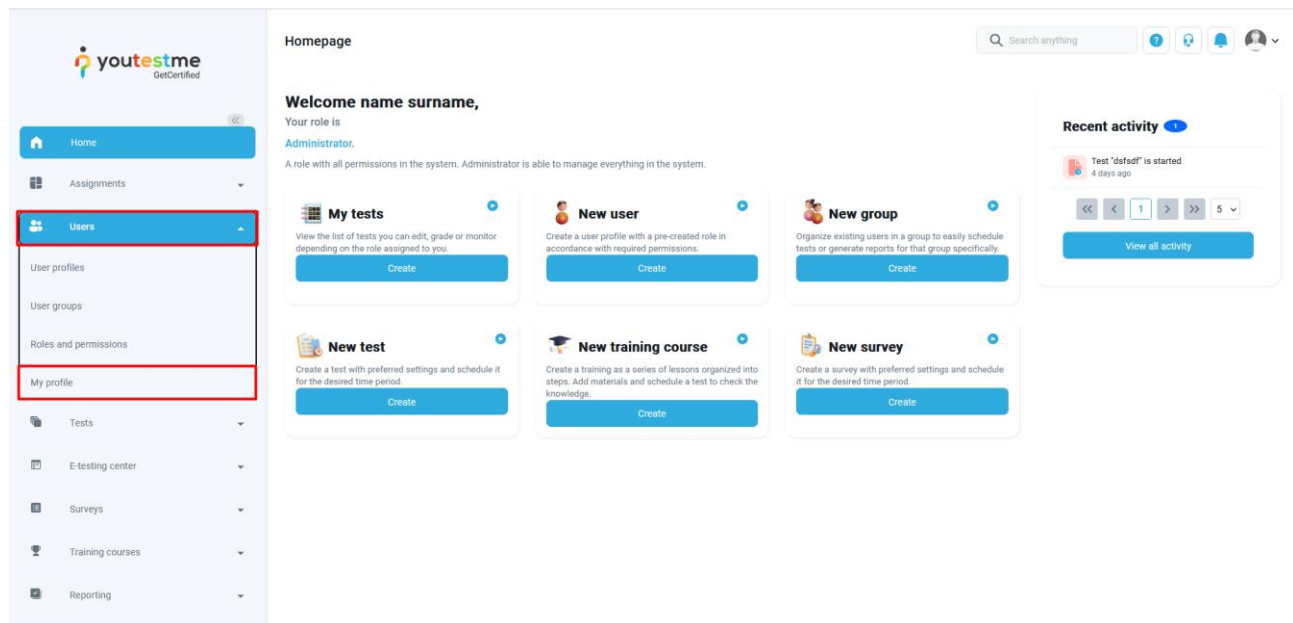 youtestme
GetCertified
Home
Assignments
Users
User profiles
User groups
Roles and permissions
My profile
Tests
E-testing center
Surveys
Training courses
Reporting
Homepage
Search anything
Welcome name surname,
Your role is
Administrator.
A role with all permissions in the system. Administrator is able to manage everything in the system.
My tests
View the list of tests you can edit, grade or monitor
depending on the role assigned to you.
Create
New user
Create a user profile with a pre-created role in
accordance with required permissions.
Create
New group
Organize existing users in a group to easily schedule
tests or generate reports for that group specifically.
Create
New test
Create a test with preferred settings and schedule it
for the desired time period.
Create
New training course
Create a training as a series of lessons organized into
steps. Add materials and schedule a test to check the
knowledge.
Create
New survey
Create a survey with preferred settings and schedule
it for the desired time period.
Create
Recent activity 1
Test "dsfsdf" is started
4 days ago
<< < 1 > >> 5
View all activity